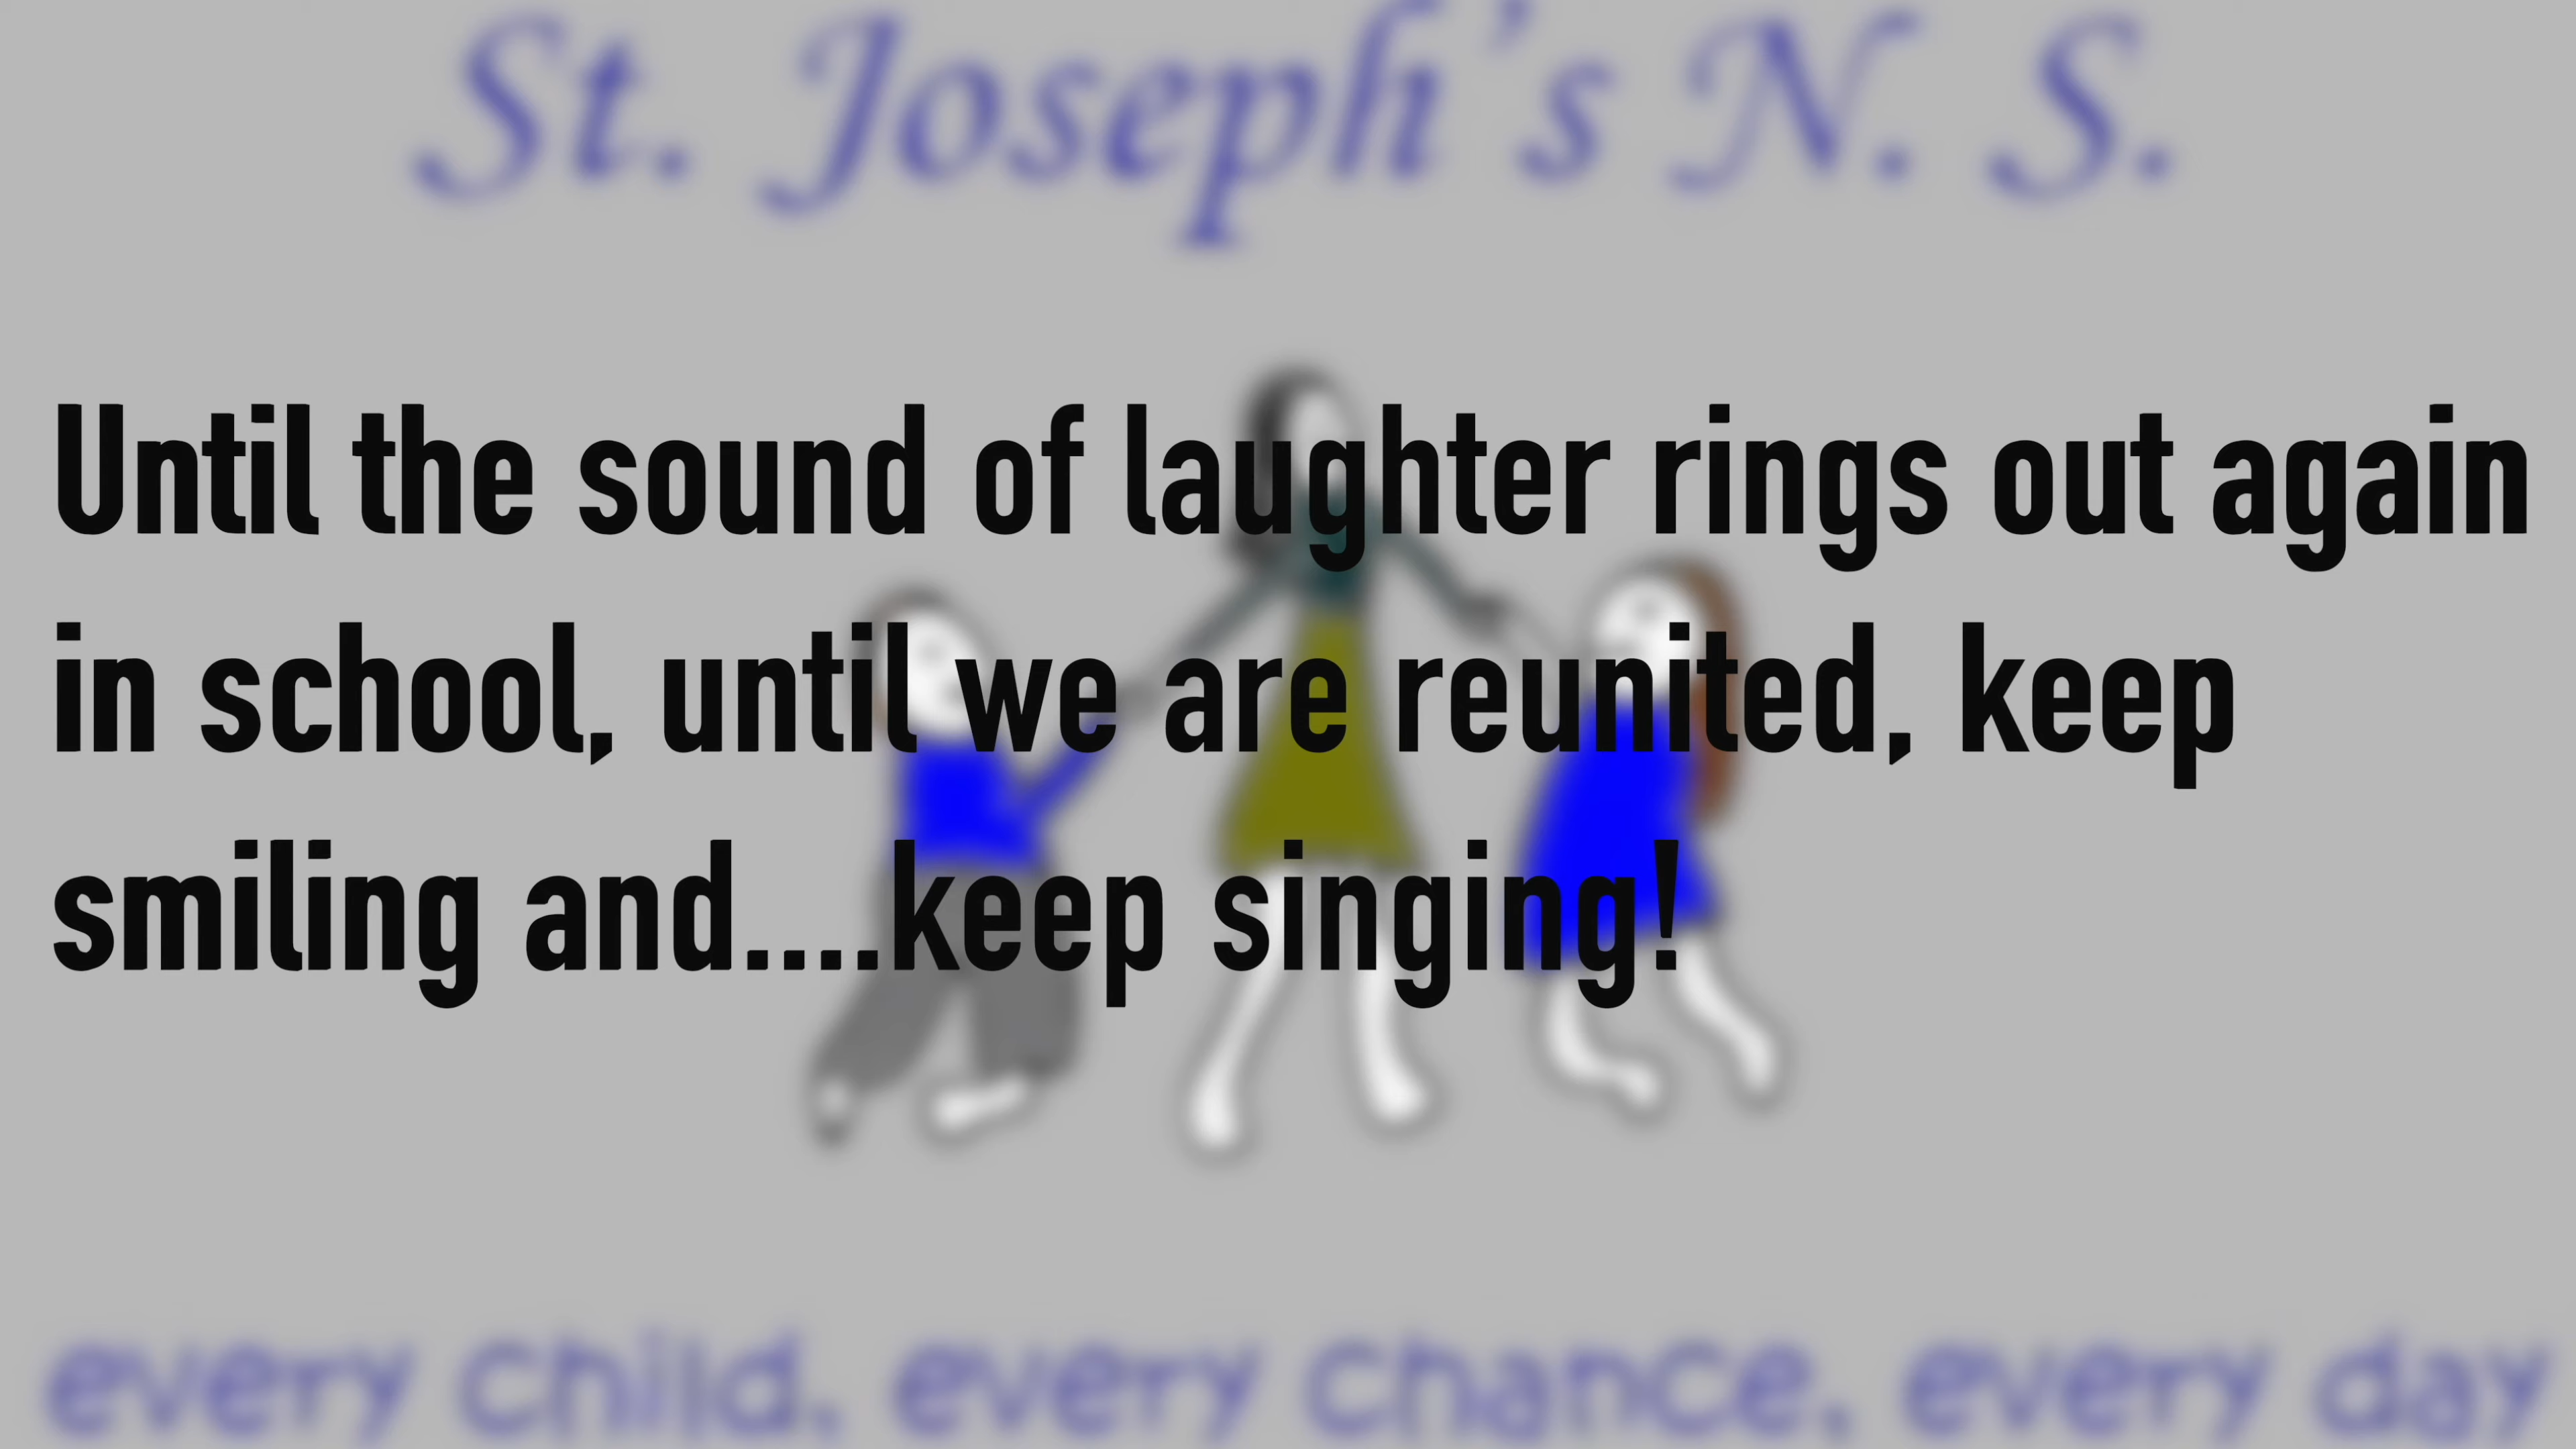 St. Joseph's N. S.
Until the sound of laughter rings out again
in school, until we are reunited, keep
smiling and....keep singing!
every child, every chance, every day